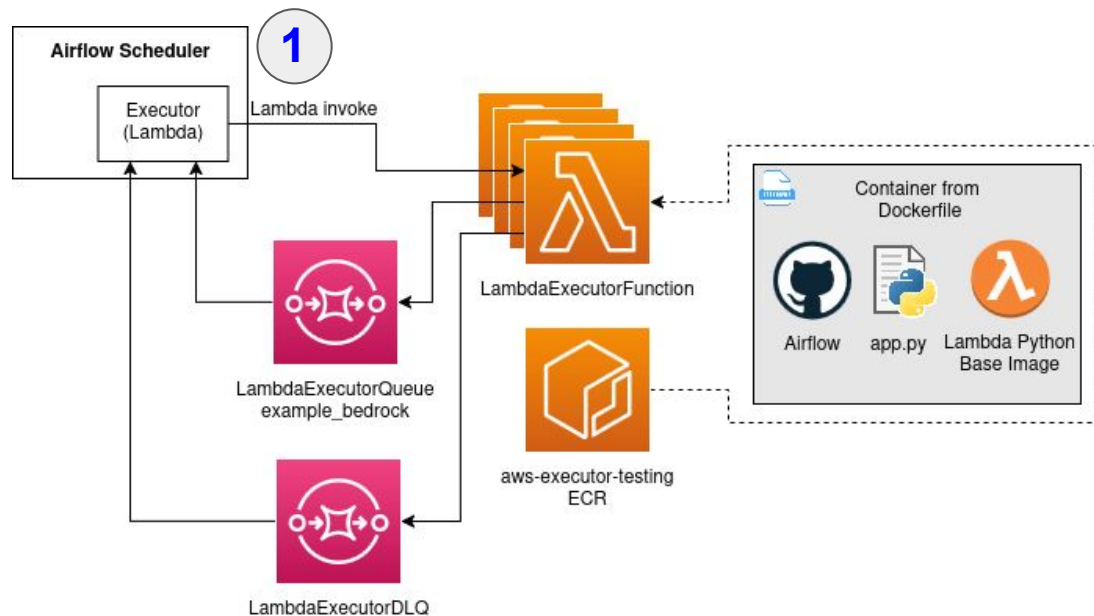 Airflow Scheduler
1
Executor
(Lambda)
Lambda invoke
Container from
Dockerfile
LambdaExecutorFunction
Airflow
app.py
Lambda Python
Base Image
LambdaExecutorQueue
example_bedrock
aws-executor-testing
ECR
LambdaExecutorDLQ